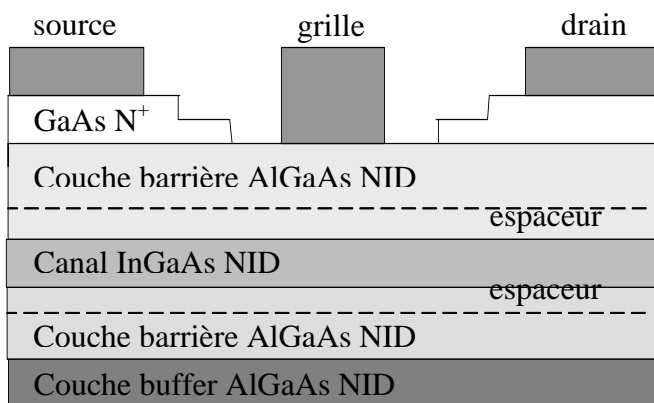 source grille drain
GaAs N+
Couche barrière AlGaAs NID
espaceur
Canal InGaAs NID
espaceur
Couche barrière AlGaAs NID
Couche buffer AlGaAs NID